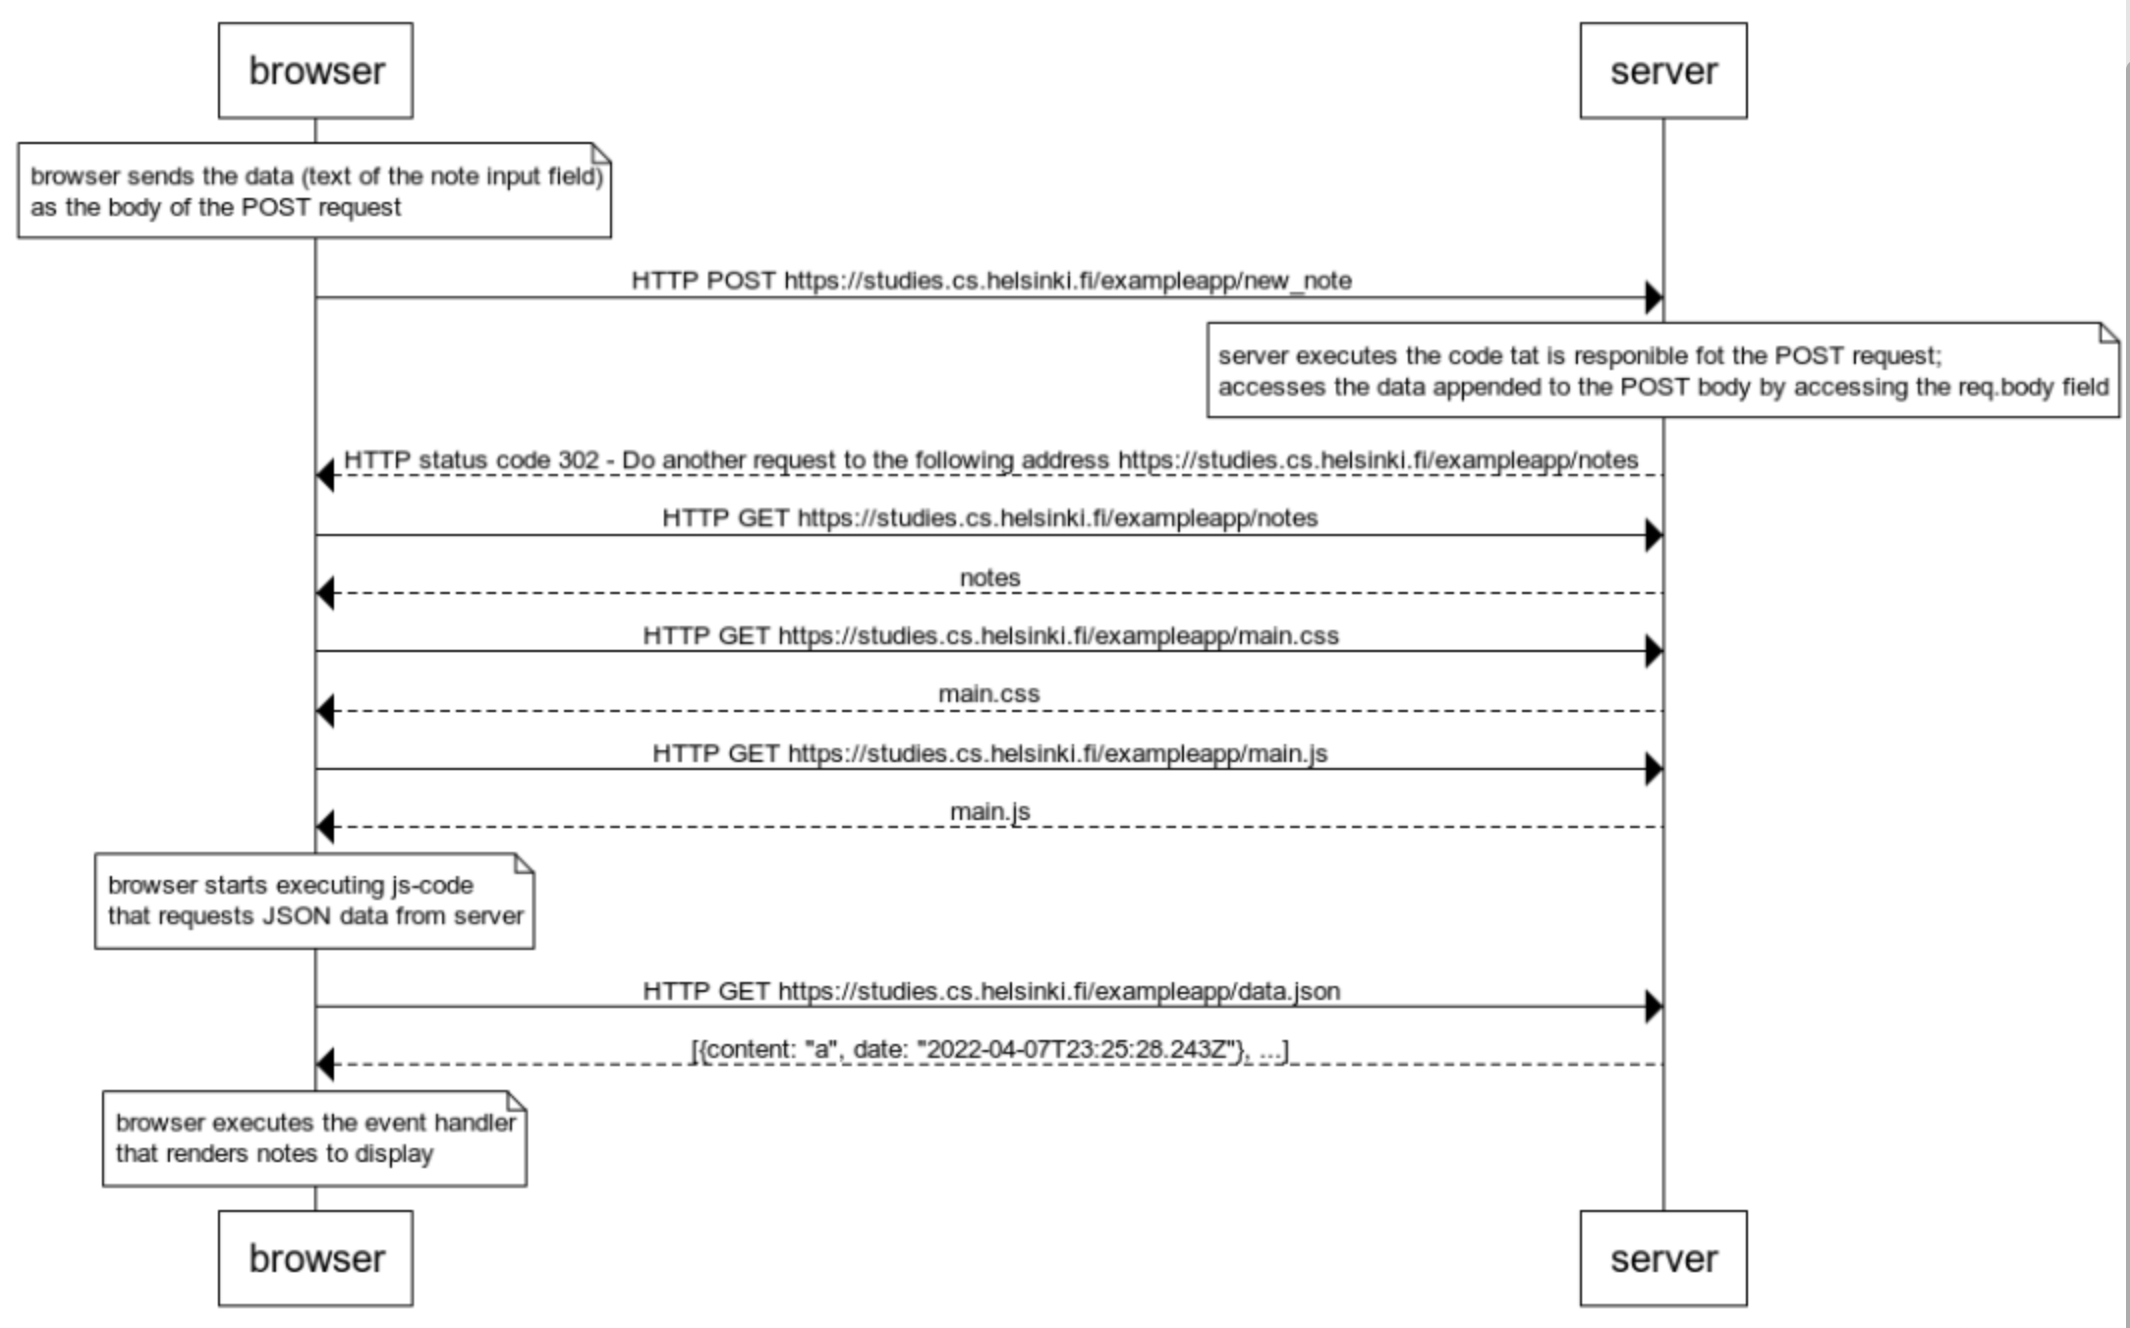 browser
server
browser sends the data (text of the note input field)
as the body of the POST request
HTTP POST https://studies.cs.helsinki.fi/exampleapp/new_note
server executes the code tat is responible fot the POST request;
accesses the data appended to the POST body by accessing the req.body field
HTTP status code 302 - Do another request to the following address https://studies.cs.helsinki.fi/exampleapp/notes
HTTP GET https://studies.cs.helsinki.fi/exampleapp/notes
notes
HTTP GET https://studies.cs.helsinki.fi/exampleapp/main.css
main.css
HTTP GET https://studies.cs.helsinki.fi/exampleapp/main.js
main.js
browser starts executing js-code
that requests JSON data from server
HTTP GET https://studies.cs.helsinki.fi/exampleapp/data.json
[{content: "a", date: "2022-04-07T23:25:28.243Z"}, ...]
browser executes the event handler
that renders notes to display
browser
server